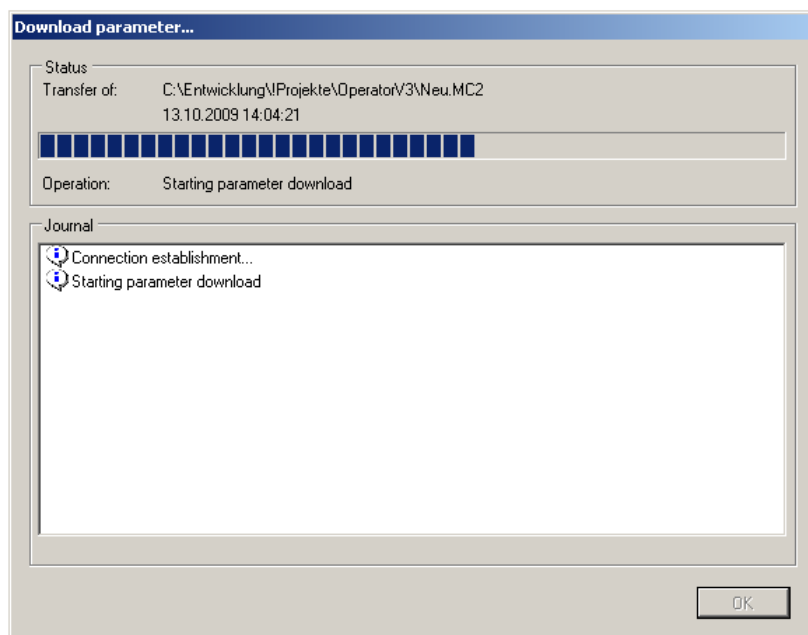 Download parameter...
Status
Transfer of: C:\Entwicklung\!Projekte\OperatorV3\Neu.MC2
13.10.2009 14:04:21
Operation: Starting parameter download
Journal
Connection establishment...
Starting parameter download
OK